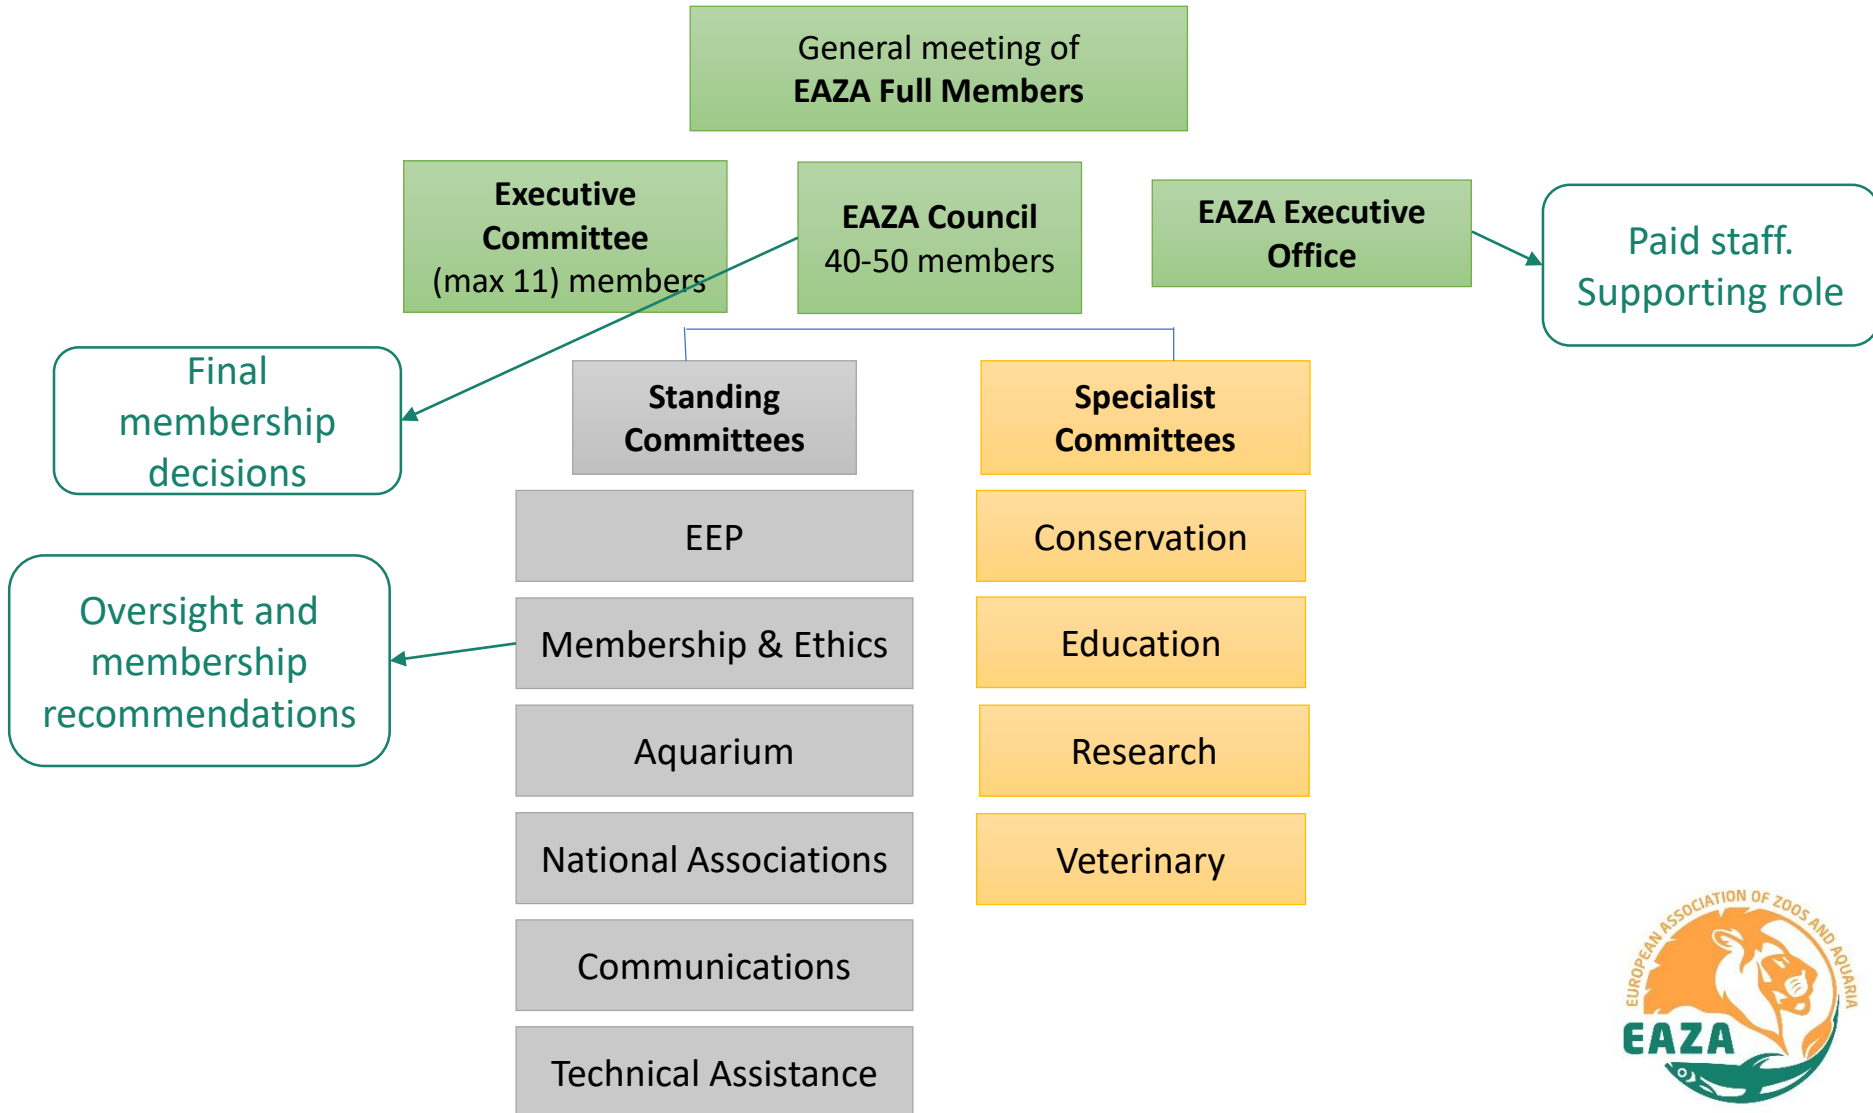 General meeting of
EAZA Full Members
Executive
Committee
(max 11) members
EAZA Council
40-50 members
EAZA Executive
Office
Paid staff.
Supporting role
Final
membership
decisions
Standing
Committees
Specialist
Committees
EEP
Conservation
Oversight and
membership
recommendations
Membership & Ethics
Education
Aquarium
Research
National Associations
Veterinary
Communications
Technical Assistance
EUROPEAN ASSOCIATION OF ZOOS AND AQUARIA
EAZA